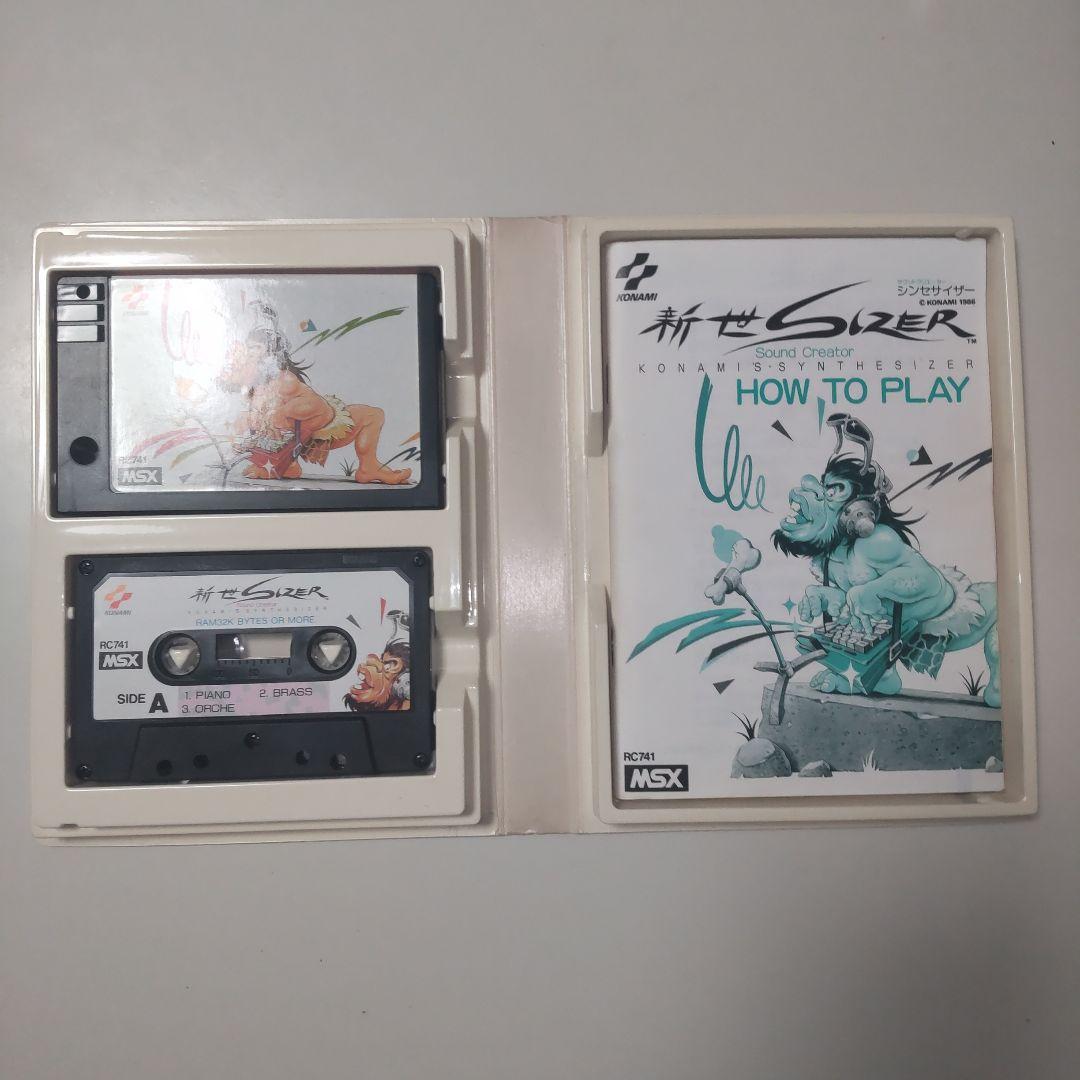 RC741
MSX
KONAMI
新世SIZER
Sound Creator
KONAMI'S SYNTHESIZER
RAM32K BYTES OR MORE
RC741
MSX
SIDE A
1. PIANO 2. BRASS
3. ORCHE
KONAMI
シンセサイザー
© KONAMI 1986
新世SIZER™
Sound Creator
KONAMI'S·SYNTHESIZER
HOW TO PLAY
RC741
MSX